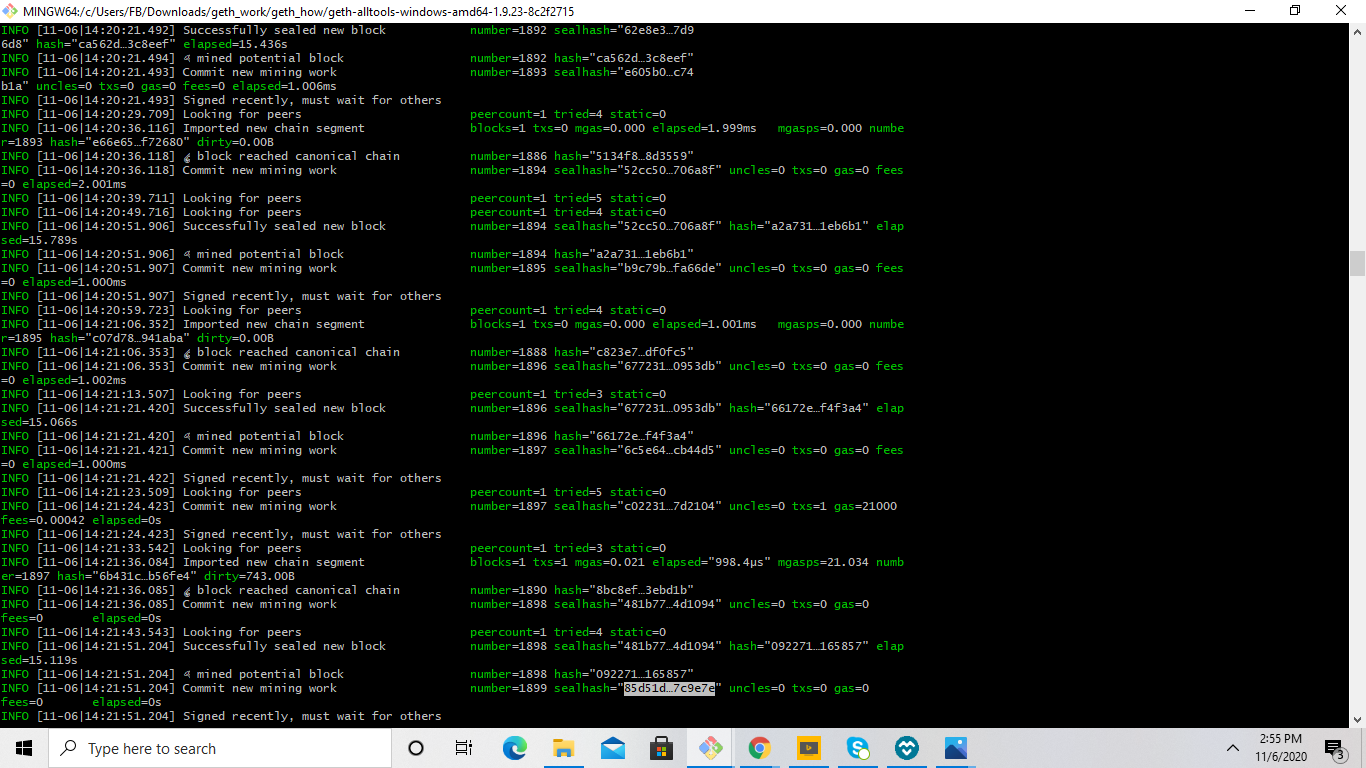 MINGW64:/c/Users/FB/Downloads/geth_work/geth_how/geth-alltools-windows-amd64-1.9.23-8c2f2715
INFO [11-06|14:20:21.492] Successfully sealed new block number=1892 sealhash="62e8e3…7d9
6d8" hash="ca562d…3c8eef" elapsed=15.436s
INFO [11-06|14:20:21.494] 🔨 mined potential block number=1892 hash="ca562d…3c8eef"
INFO [11-06|14:20:21.493] Commit new mining work number=1893 sealhash="e605b0…c74
b1a" uncles=0 txs=0 gas=0 fees=0 elapsed=1.006ms
INFO [11-06|14:20:21.493] Signed recently, must wait for others
INFO [11-06|14:20:29.709] Looking for peers peercount=1 tried=4 static=0
INFO [11-06|14:20:36.116] Imported new chain segment blocks=1 txs=0 mgas=0.000 elapsed=1.999ms mgasps=0.000 numbe
r=1893 hash="e66e65…f72680" dirty=0.00B
INFO [11-06|14:20:36.118] 🔗 block reached canonical chain number=1886 hash="5134f8…8d3559"
INFO [11-06|14:20:36.118] Commit new mining work number=1894 sealhash="52cc50…706a8f" uncles=0 txs=0 gas=0 fees
=0 elapsed=2.001ms
INFO [11-06|14:20:39.711] Looking for peers peercount=1 tried=5 static=0
INFO [11-06|14:20:49.716] Looking for peers peercount=1 tried=4 static=0
INFO [11-06|14:20:51.906] Successfully sealed new block number=1894 sealhash="52cc50…706a8f" hash="a2a731…1eb6b1" elap
sed=15.789s
INFO [11-06|14:20:51.906] 🔨 mined potential block number=1894 hash="a2a731…1eb6b1"
INFO [11-06|14:20:51.907] Commit new mining work number=1895 sealhash="b9c79b…fa66de" uncles=0 txs=0 gas=0 fees
=0 elapsed=1.000ms
INFO [11-06|14:20:51.907] Signed recently, must wait for others
INFO [11-06|14:20:59.723] Looking for peers peercount=1 tried=4 static=0
INFO [11-06|14:21:06.352] Imported new chain segment blocks=1 txs=0 mgas=0.000 elapsed=1.001ms mgasps=0.000 numbe
r=1895 hash="c07d78…941aba" dirty=0.00B
INFO [11-06|14:21:06.353] 🔗 block reached canonical chain number=1888 hash="c823e7…df0fc5"
INFO [11-06|14:21:06.353] Commit new mining work number=1896 sealhash="677231…0953db" uncles=0 txs=0 gas=0 fees
=0 elapsed=1.002ms
INFO [11-06|14:21:13.507] Looking for peers peercount=1 tried=3 static=0
INFO [11-06|14:21:21.420] Successfully sealed new block number=1896 sealhash="677231…0953db" hash="66172e…f4f3a4" elap
sed=15.066s
INFO [11-06|14:21:21.420] 🔨 mined potential block number=1896 hash="66172e…f4f3a4"
INFO [11-06|14:21:21.421] Commit new mining work number=1897 sealhash="6c5e64…cb44d5" uncles=0 txs=0 gas=0 fees
=0 elapsed=1.000ms
INFO [11-06|14:21:21.422] Signed recently, must wait for others
INFO [11-06|14:21:23.509] Looking for peers peercount=1 tried=5 static=0
INFO [11-06|14:21:24.423] Commit new mining work number=1897 sealhash="c02231…7d2104" uncles=0 txs=1 gas=21000
fees=0.00042 elapsed=0s
INFO [11-06|14:21:24.423] Signed recently, must wait for others
INFO [11-06|14:21:33.542] Looking for peers peercount=1 tried=3 static=0
INFO [11-06|14:21:36.084] Imported new chain segment blocks=1 txs=1 mgas=0.021 elapsed="998.4µs" mgasps=21.034 numb
er=1897 hash="6b431c…b56fe4" dirty=743.00B
INFO [11-06|14:21:36.085] 🔗 block reached canonical chain number=1890 hash="8bc8ef…3ebd1b"
INFO [11-06|14:21:36.085] Commit new mining work number=1898 sealhash="481b77…4d1094" uncles=0 txs=0 gas=0
fees=0 elapsed=0s
INFO [11-06|14:21:43.543] Looking for peers peercount=1 tried=4 static=0
INFO [11-06|14:21:51.204] Successfully sealed new block number=1898 sealhash="481b77…4d1094" hash="092271…165857" elap
sed=15.119s
INFO [11-06|14:21:51.204] 🔨 mined potential block number=1898 hash="092271…165857"
INFO [11-06|14:21:51.204] Commit new mining work number=1899 sealhash="85d51d…7c9e7e" uncles=0 txs=0 gas=0
fees=0 elapsed=0s
INFO [11-06|14:21:51.204] Signed recently, must wait for others
Type here to search
2:55 PM
11/6/2020
3